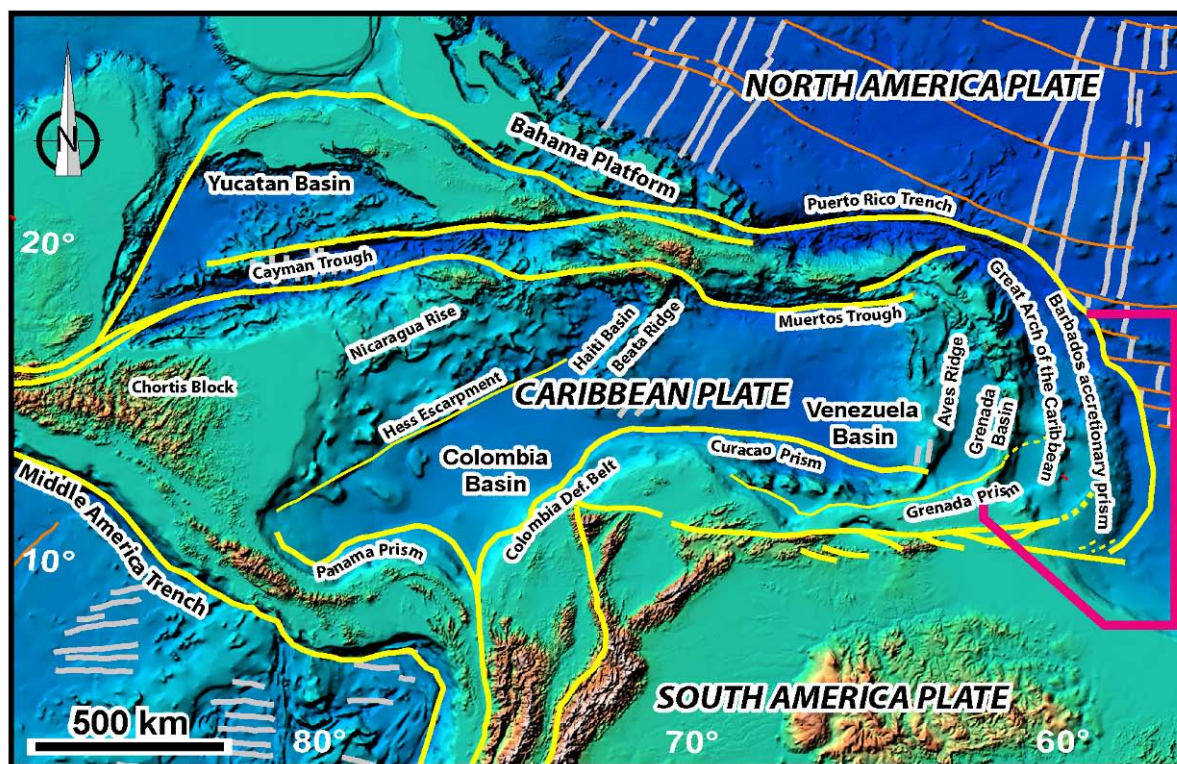 NORTH AMERICA PLATE
Bahama Platform
Yucatan Basin
Puerto Rico Trench
20°
Cayman Trough
Great Arch of the Caribbean
Barbados accretionary prism
Muertos Trough
Haiti Basin
Beata Ridge
Nicaragua Rise
Chortis Block
Hess Escarpment
CARIBBEAN PLATE
Aves Ridge
Grenada
Basin
Venezuela
Basin
Colombia
Basin
Curacao Prism
Colombia Def. Belt
Grenada Prism
Middle America Trench
10°
Panama Prism
SOUTH AMERICA PLATE
500 km
80°
70°
60°
N